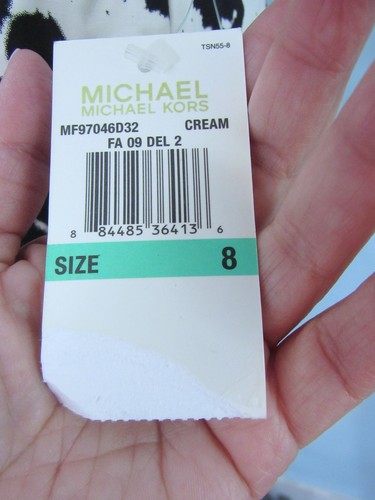 TSN55-8
MICHAEL
MICHAEL KORS
MF97046D32 CREAM
FA 09 DEL 2
8 84485 36413 6
SIZE 8